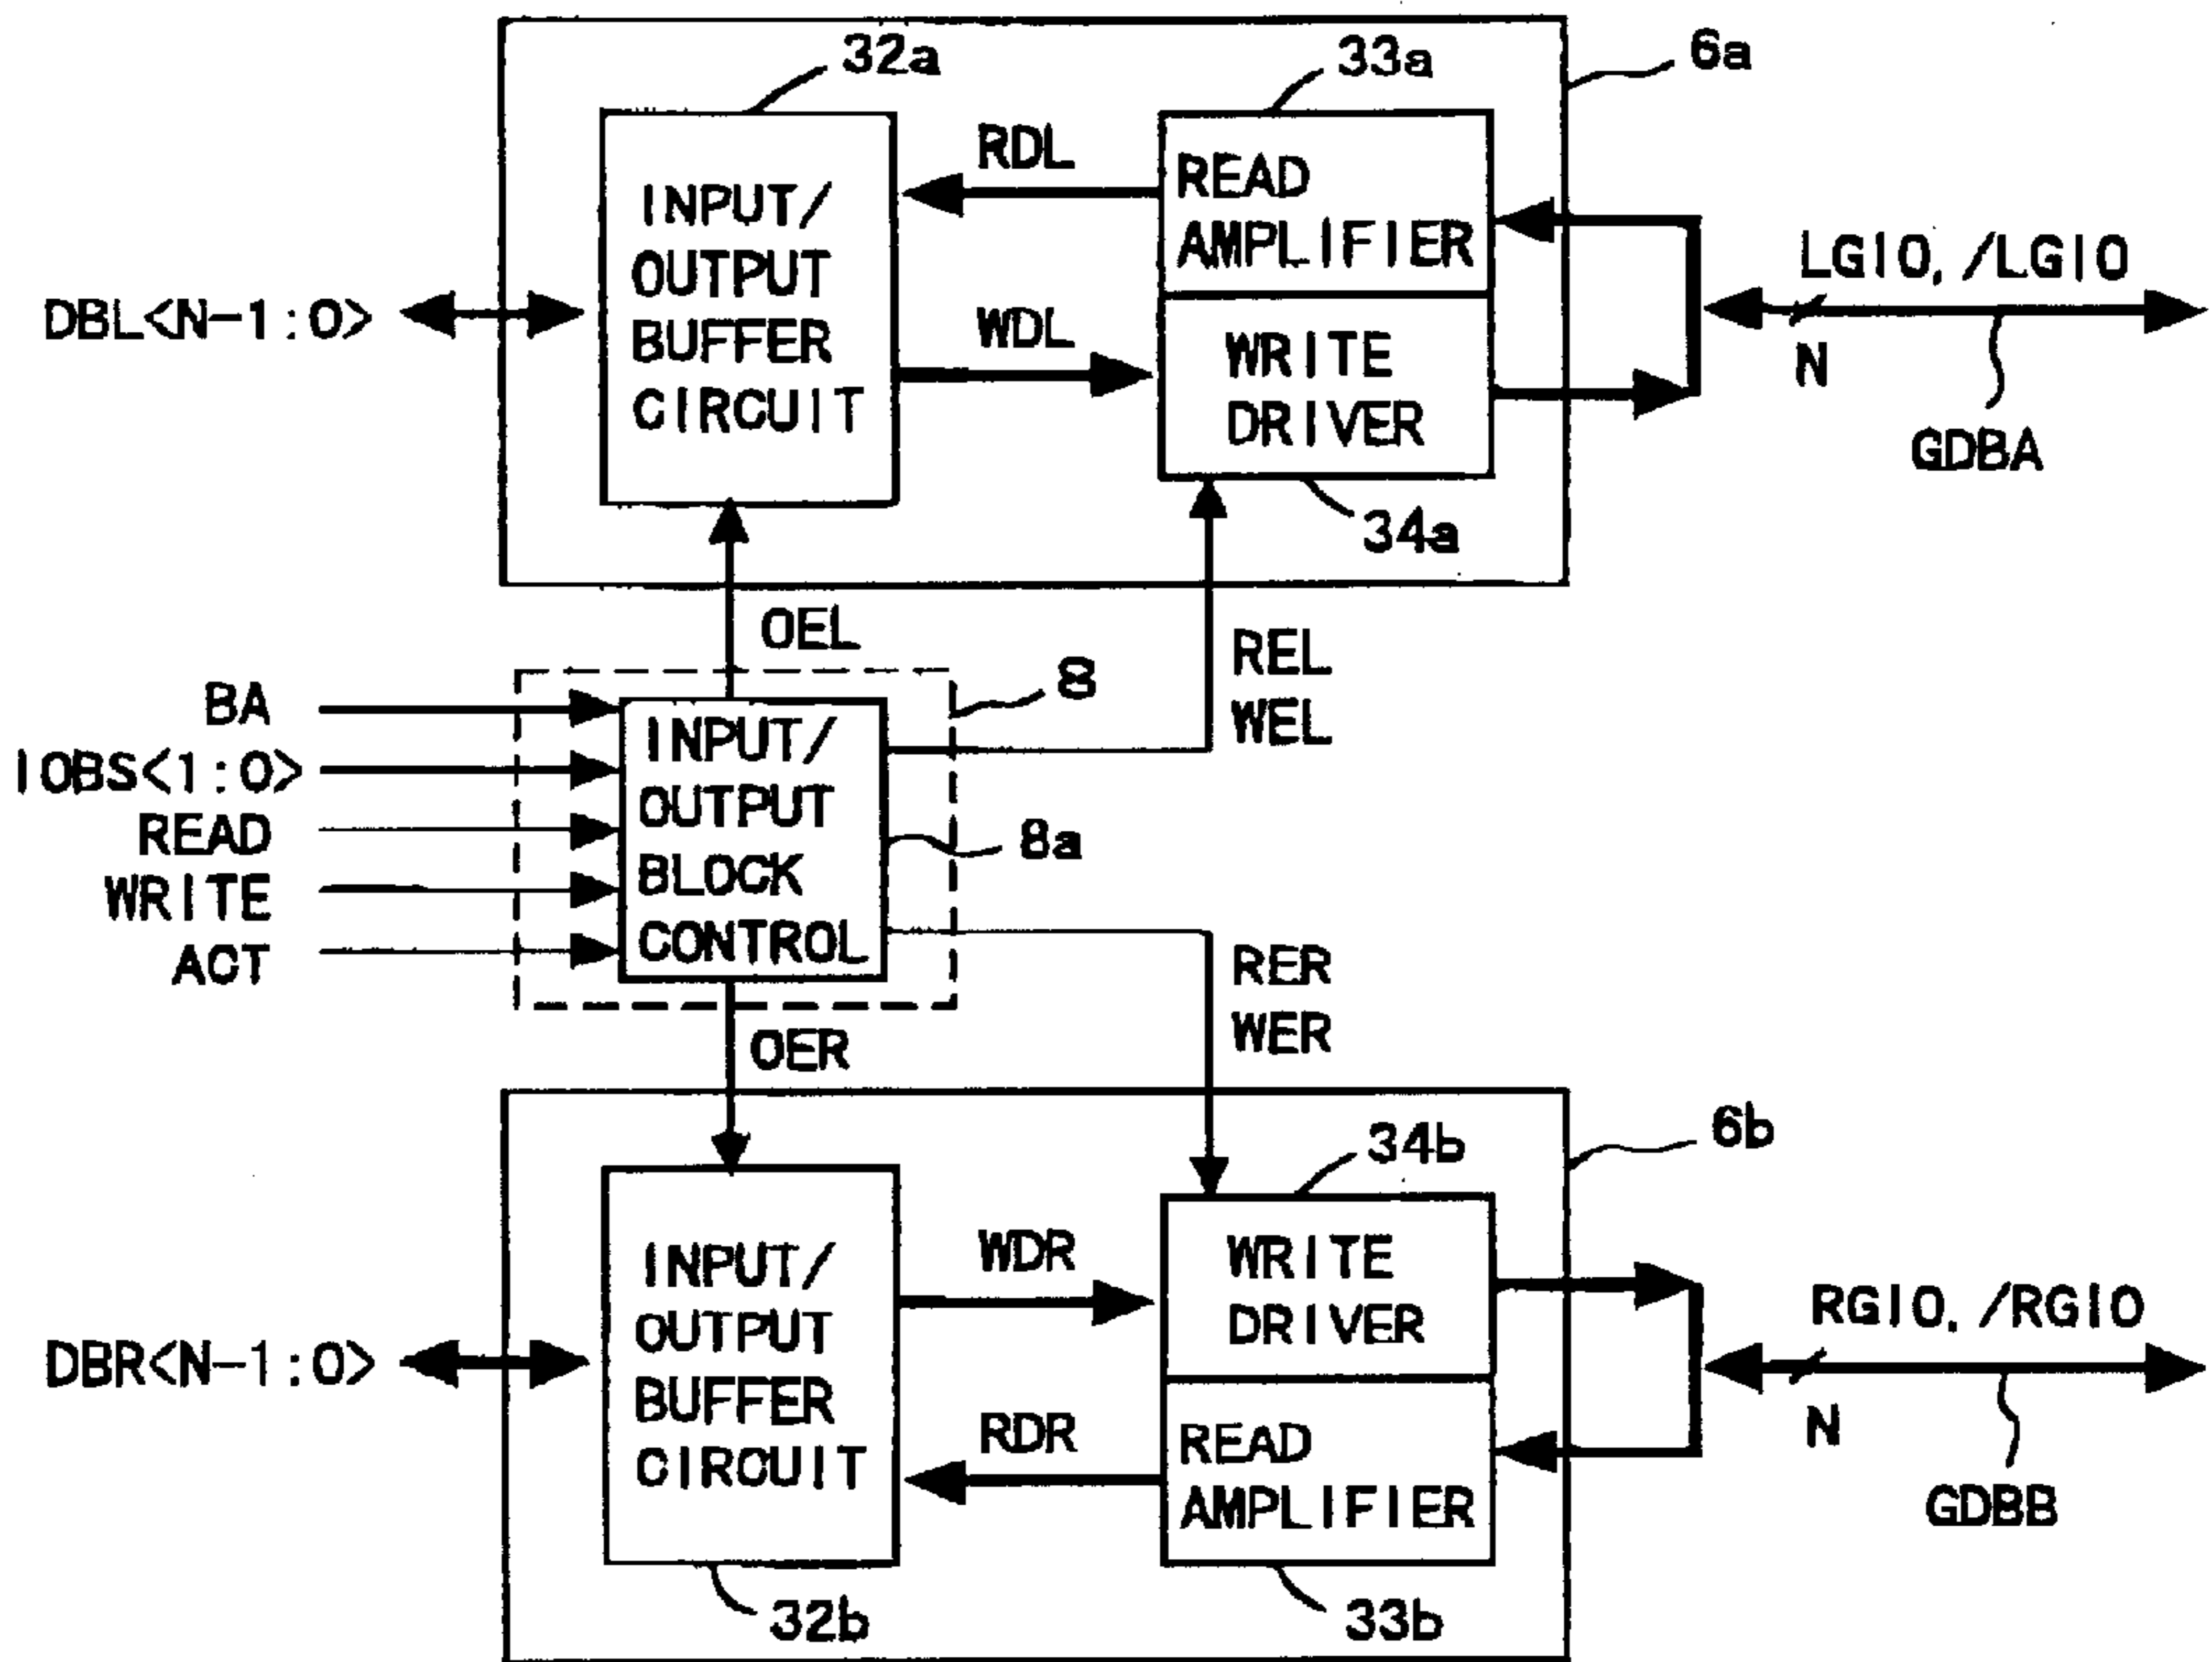 32a
33a
6a
RDL
READ
AMPLIFIER
INPUT/
OUTPUT
BUFFER
CIRCUIT
DBL<N-1:0>
WDL
WRITE
DRIVER
LGIO, /LGIO
N
GDBA
34a
OEL
REL
WEL
8
BA
IOBS<1:0>
READ
WRITE
ACT
INPUT/
OUTPUT
BLOCK
CONTROL
8a
RER
WER
OER
6b
34b
INPUT/
OUTPUT
BUFFER
CIRCUIT
DBR<N-1:0>
WDR
WRITE
DRIVER
RDR
READ
AMPLIFIER
RGIO, /RGIO
N
GDBB
32b
33b